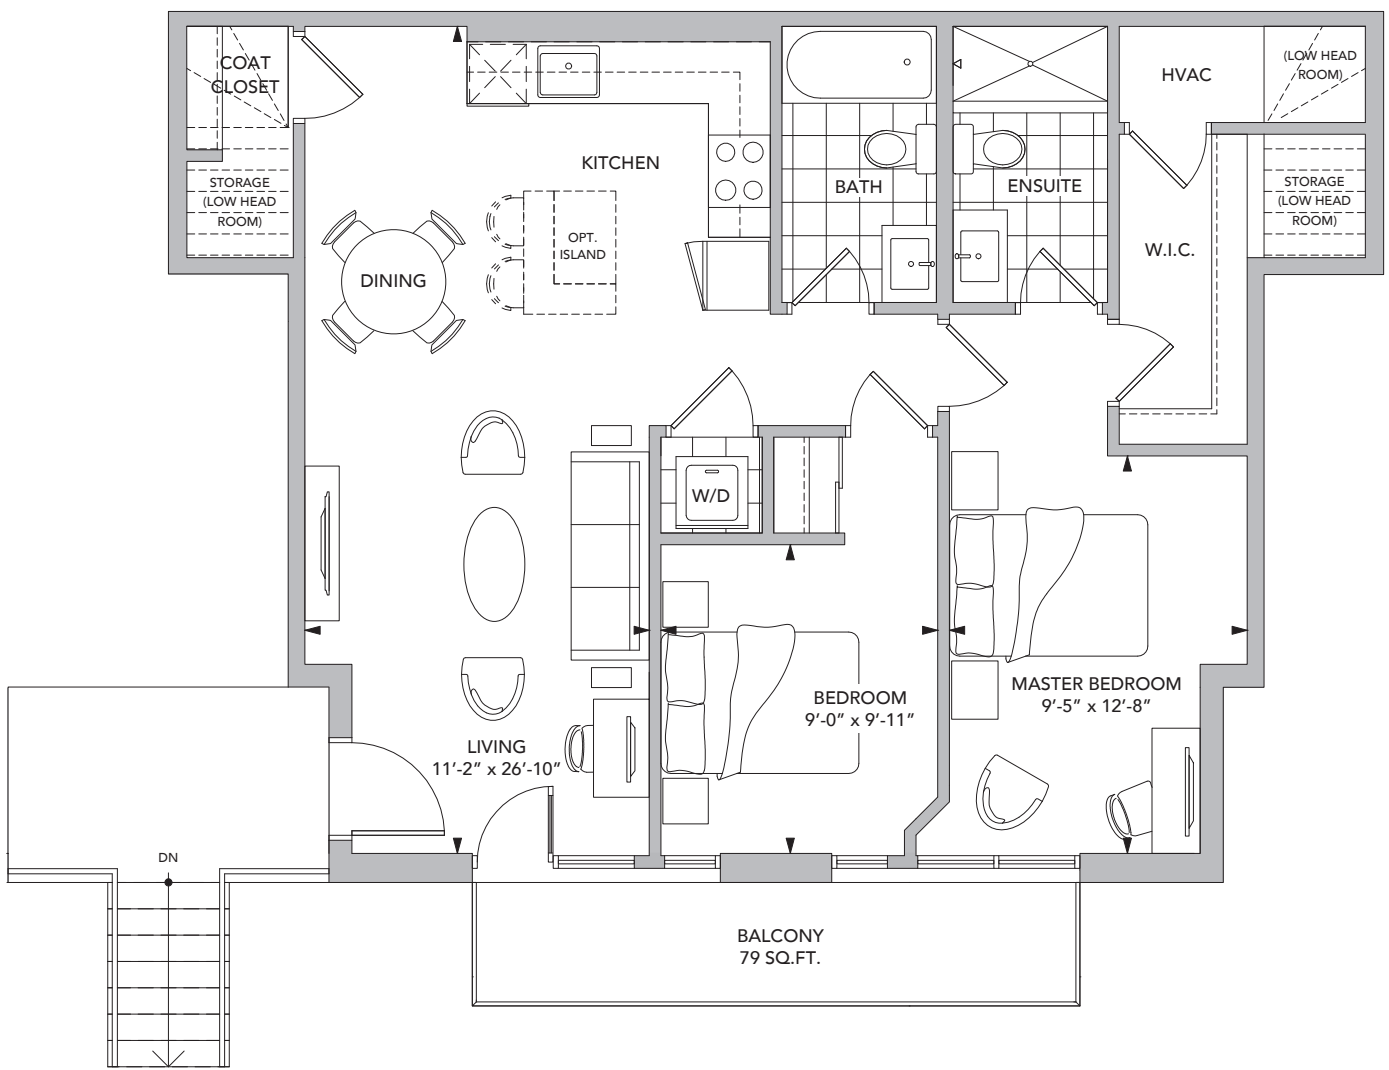 COAT
CLOSET
STORAGE
(LOW HEAD
ROOM)
KITCHEN
OPT.
ISLAND
DINING
BATH
ENSUITE
HVAC
(LOW HEAD
ROOM)
STORAGE
(LOW HEAD
ROOM)
W.I.C.
W/D
LIVING
11'-2" x 26'-10"
BEDROOM
9'-0" x 9'-11"
MASTER BEDROOM
9'-5" x 12'-8"
DN
BALCONY
79 SQ.FT.